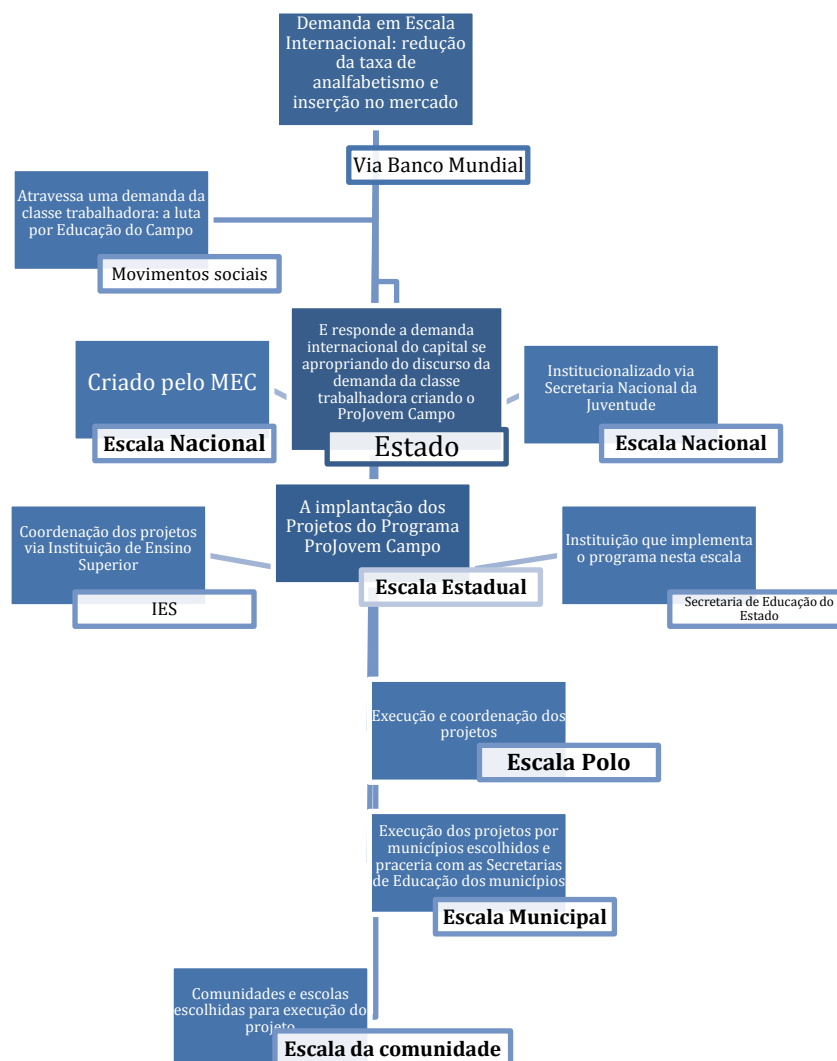 Demanda em Escala
Internacional: redução
da taxa de
analfabetismo e
inserção no mercado
Via Banco Mundial
Atravessa uma demanda da
classe trabalhadora: a luta
por Educação do Campo
Movimentos sociais
E responde a demanda
internacional do capital se
apropriando do discurso da
demanda da classe
trabalhadora criando o
ProJovem Campo
Estado
Criado pelo MEC
Escala Nacional
Institucionalizado via
Secretaria Nacional da
Juventude
Escala Nacional
A implantação dos
Projetos do Programa
ProJovem Campo
Escala Estadual
Coordenação dos projetos
via Instituição de Ensino
Superior
IES
Instituição que implementa
o programa nesta escala
Secretaria de Educação do
Estado
Execução e coordenação dos
projetos
Escala Polo
Execução dos projetos por
municípios escolhidos e
praceria com as Secretarias
de Educação dos municípios
Escala Municipal
Comunidades e escolas
escolhidas para execução do
projeto
Escala da comunidade